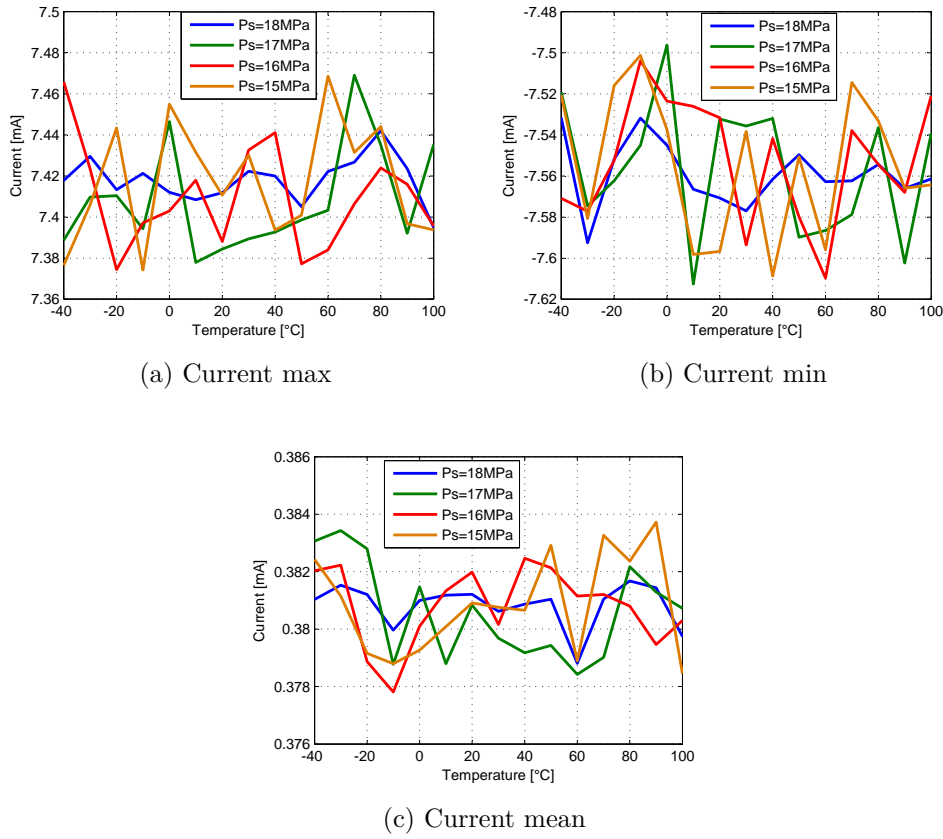 7.5
7.48
7.46
7.44
7.42
7.4
7.38
7.36
Current [mA]
Ps=18MPa
Ps=17MPa
Ps=16MPa
Ps=15MPa
-40 -20 0 20 40 60 80 100
Temperature [°C]
(a) Current max
-7.48
-7.5
-7.52
-7.54
-7.56
-7.58
-7.6
-7.62
Current [mA]
Ps=18MPa
Ps=17MPa
Ps=16MPa
Ps=15MPa
-40 -20 0 20 40 60 80 100
Temperature [°C]
(b) Current min
0.386
0.384
0.382
0.38
0.378
0.376
Current [mA]
Ps=18MPa
Ps=17MPa
Ps=16MPa
Ps=15MPa
-40 -20 0 20 40 60 80 100
Temperature [°C]
(c) Current mean